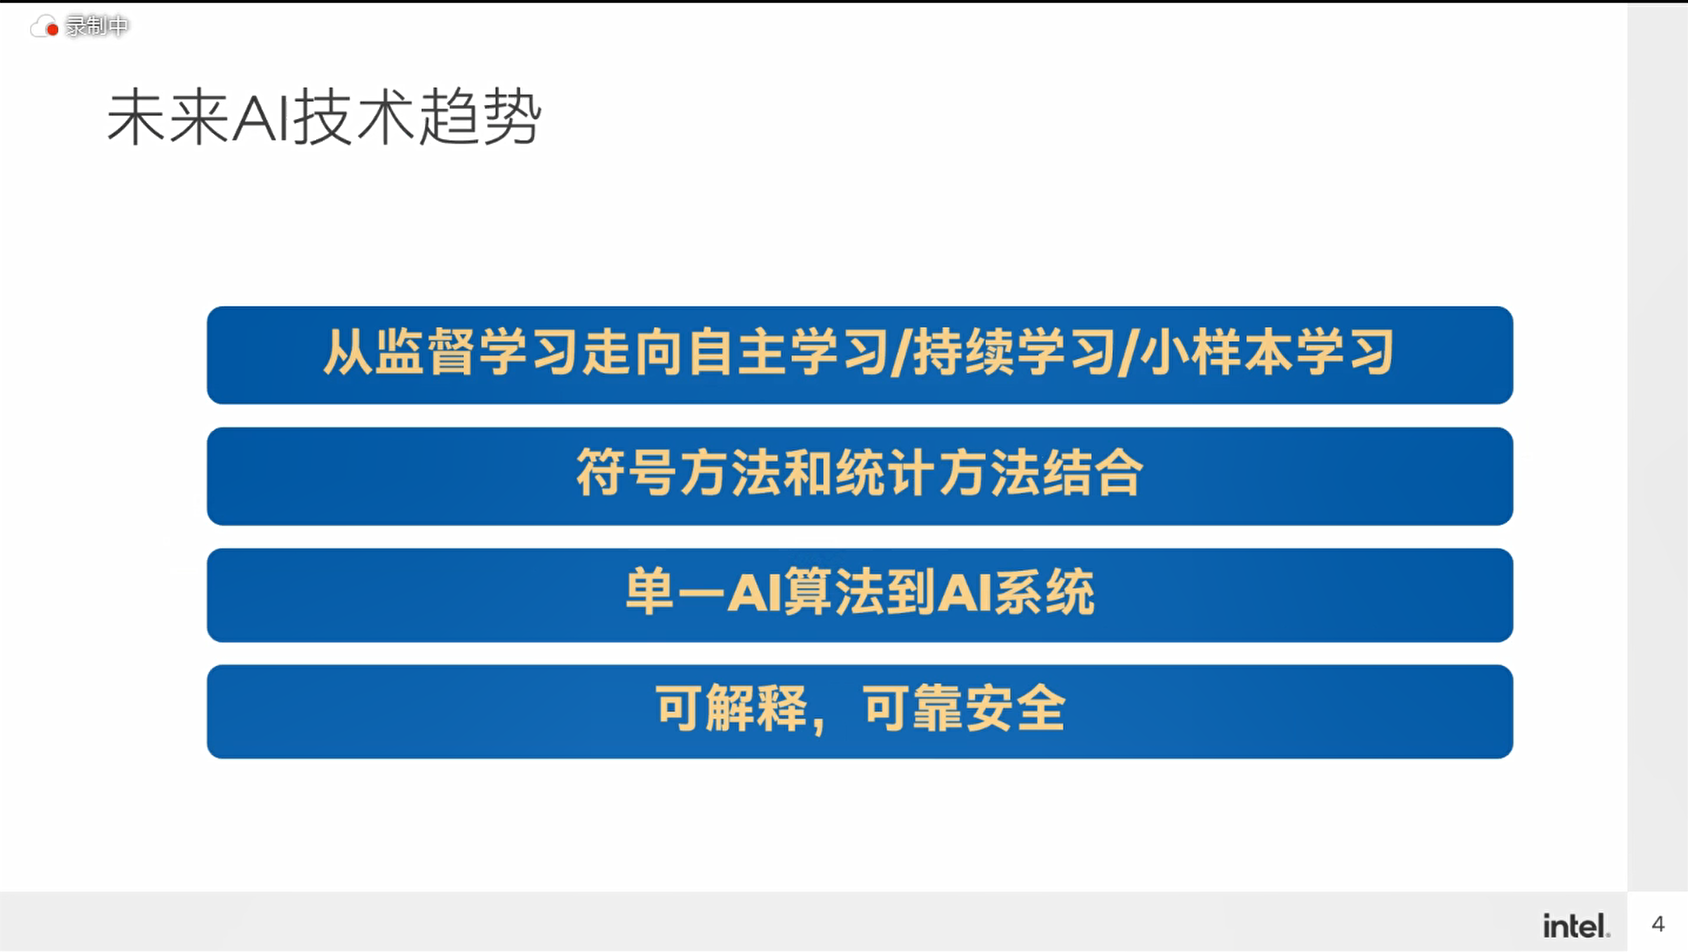 录制中
未来AI技术趋势
从监督学习走向自主学习/持续学习/小样本学习
符号方法和统计方法结合
单一AI算法到AI系统
可解释，可靠安全
intel.
4